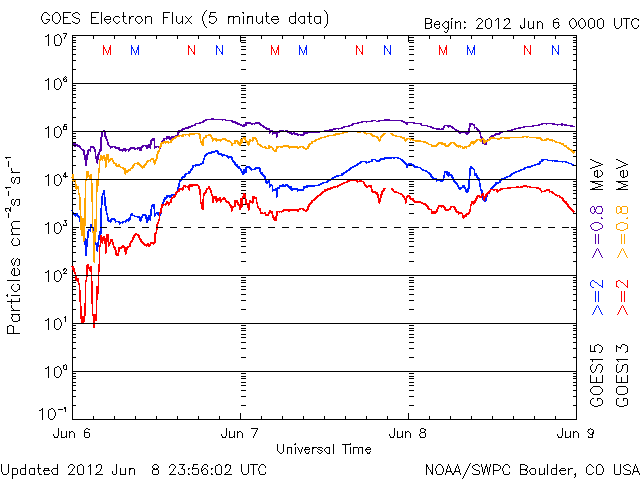 GOES Electron Flux (5 minute data)
Begin: 2012 Jun 6 0000 UTC
M M N N M M N N M M N N
10⁷
10⁶
10⁵
10⁴
10³
10²
10¹
10⁰
10⁻¹
Particles cm⁻²s⁻¹sr⁻¹
Jun 6 Jun 7 Jun 8 Jun 9
Universal Time
GOES15 >=2 >=0.8 MeV
GOES13 >=2 >=0.8 MeV
Updated 2012 Jun 8 23:56:02 UTC
NOAA/SWPC Boulder, CO USA